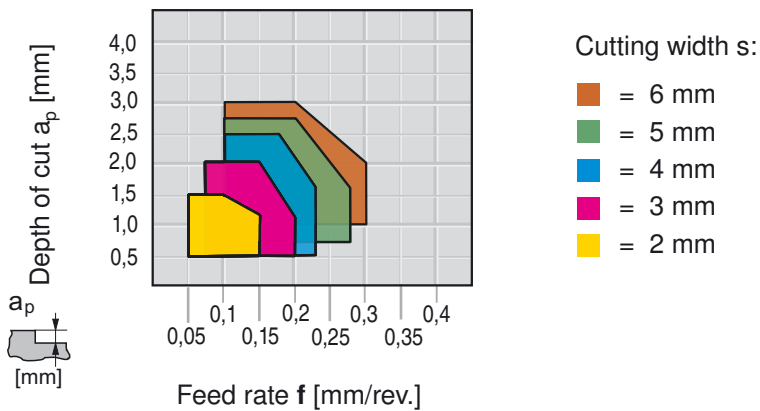 Depth of cut ap [mm]
4,0
3,5
3,0
2,5
2,0
1,5
1,0
0,5
0,05
0,1
0,15
0,2
0,25
0,3
0,35
0,4
Feed rate f [mm/rev.]
ap
[mm]
Cutting width s:
= 6 mm
= 5 mm
= 4 mm
= 3 mm
= 2 mm